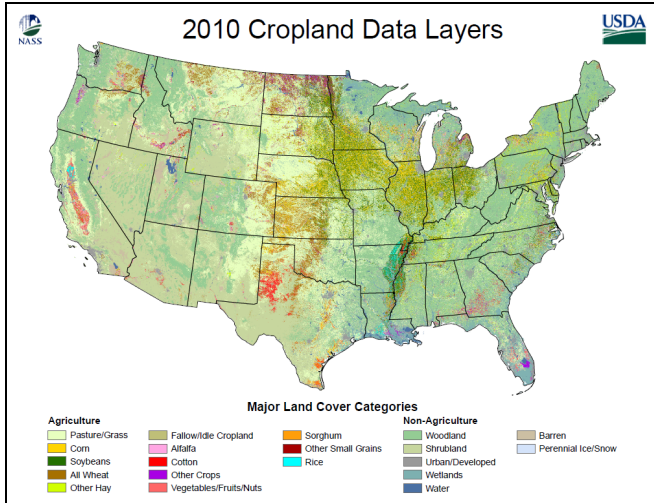 2010 Cropland Data Layers
NASS
USDA
Major Land Cover Categories
Agriculture
Pasture/Grass
Corn
Soybeans
All Wheat
Other Hay
Fallow/Idle Cropland
Alfalfa
Cotton
Other Crops
Vegetables/Fruits/Nuts
Sorghum
Other Small Grains
Rice
Non-Agriculture
Woodland
Shrubland
Urban/Developed
Wetlands
Water
Barren
Perennial Ice/Snow